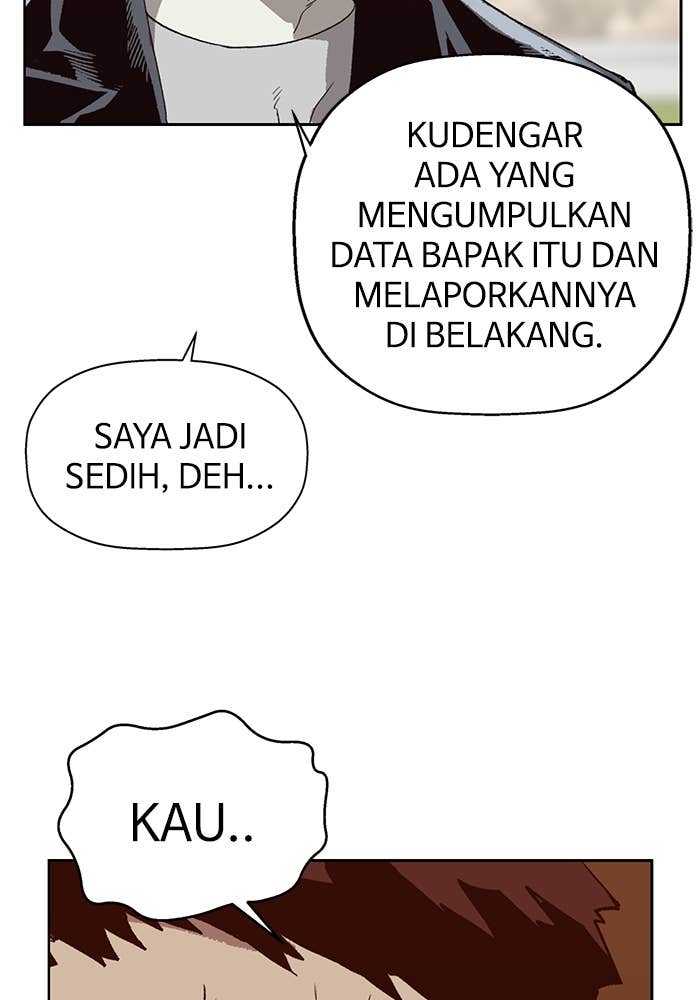 KUDENGAR
ADA YANG
MENGUMPULKAN
DATA BAPAK ITU DAN
MELAPORKANNYA
DI BELAKANG.
SAYA JADI
SEDIH, DEH...
KAU..